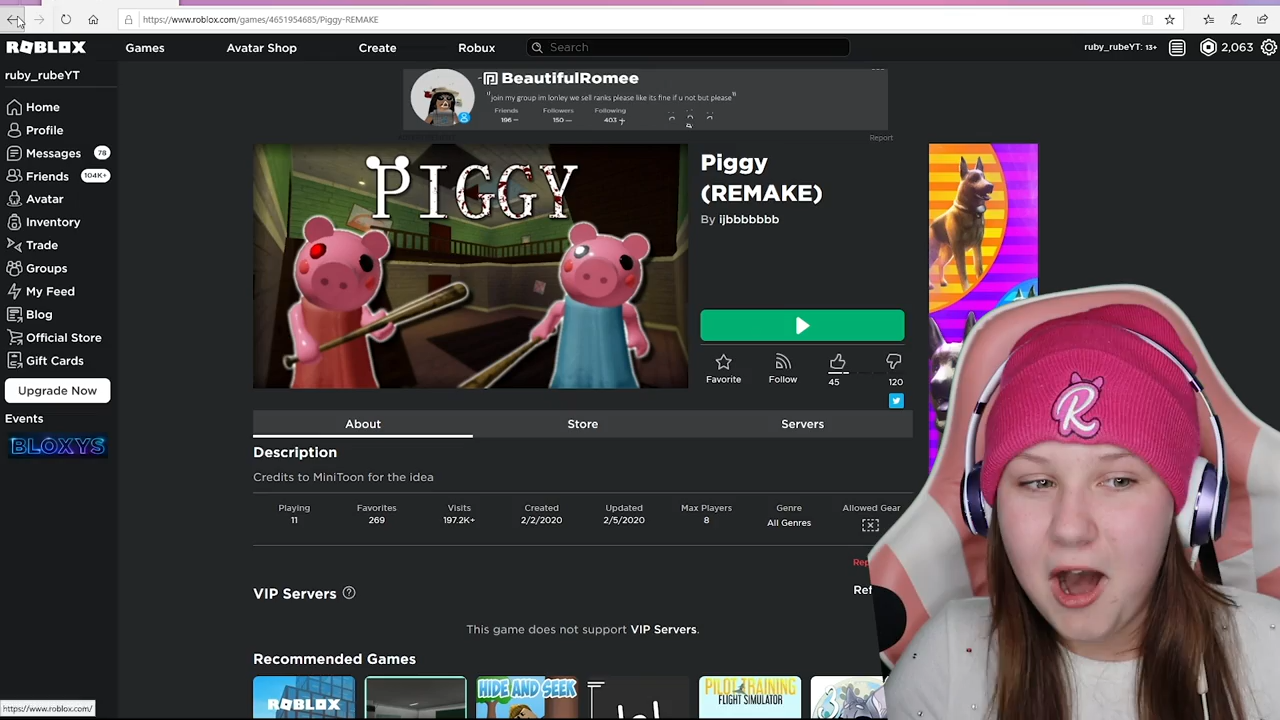 https://www.roblox.com/games/4651954685/Piggy-REMAKE
ROBLOX
Games
Avatar Shop
Create
Robux
Search
ruby_rubeYT: 13+
2,063
ruby_rubeYT
Home
Profile
Messages 78
Friends 104K+
Avatar
Inventory
Trade
Groups
My Feed
Blog
Official Store
Gift Cards
Upgrade Now
Events
BLOXYS
BeautifulRomee
"join my group im lonley we sell ranks please like its fine if u not but please"
Friends
Followers
Following
196
150
403
Report
PIGGY
Piggy
(REMAKE)
By ijbbbbbbb
Favorite
Follow
45
120
About
Store
Servers
Description
Credits to MiniToon for the idea
Playing
Favorites
Visits
Created
Updated
Max Players
Genre
Allowed Gear
11
269
197.2K+
2/2/2020
2/5/2020
8
All Genres
VIP Servers
This game does not support VIP Servers.
Recommended Games
ROBLOX
HIDE AND SEEK
PILOT TRAINING
FLIGHT SIMULATOR
https://www.roblox.com/
R